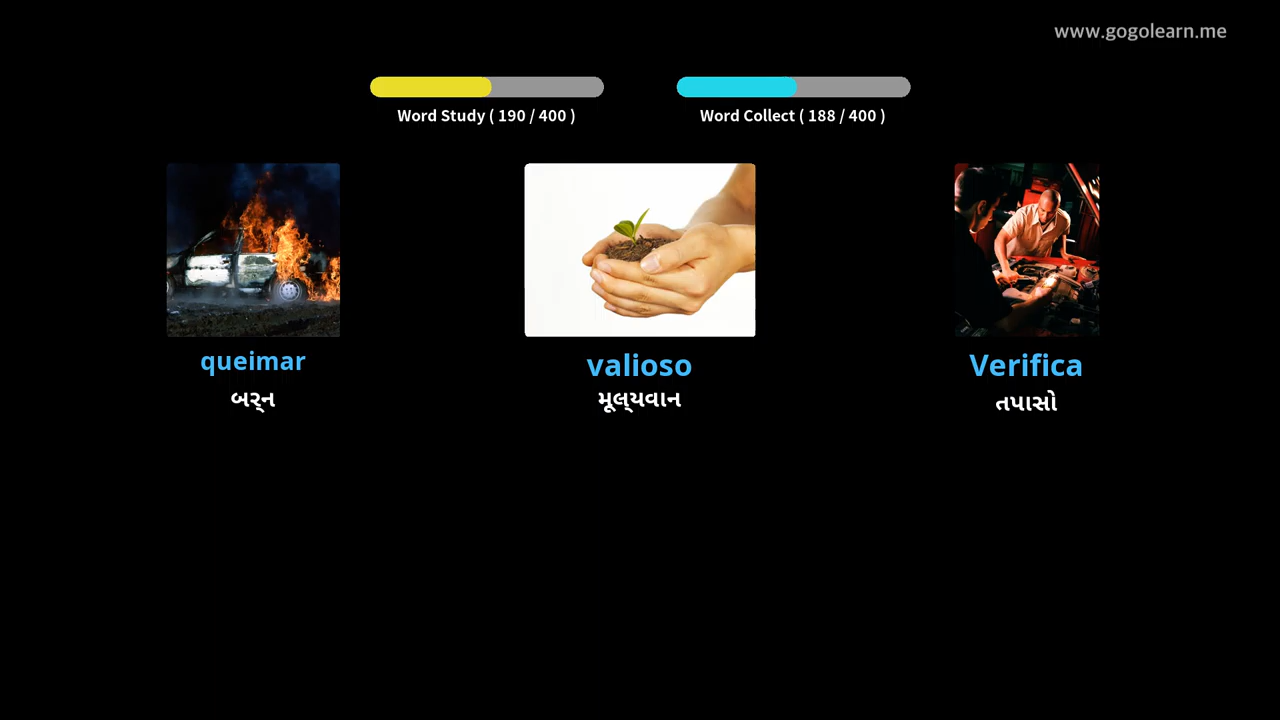 www.gogolearn.me
Word Study ( 190 / 400 )
Word Collect ( 188 / 400 )
queimar
બર્ન
valioso
મૂલ્યવાન
Verifica
તપાસો